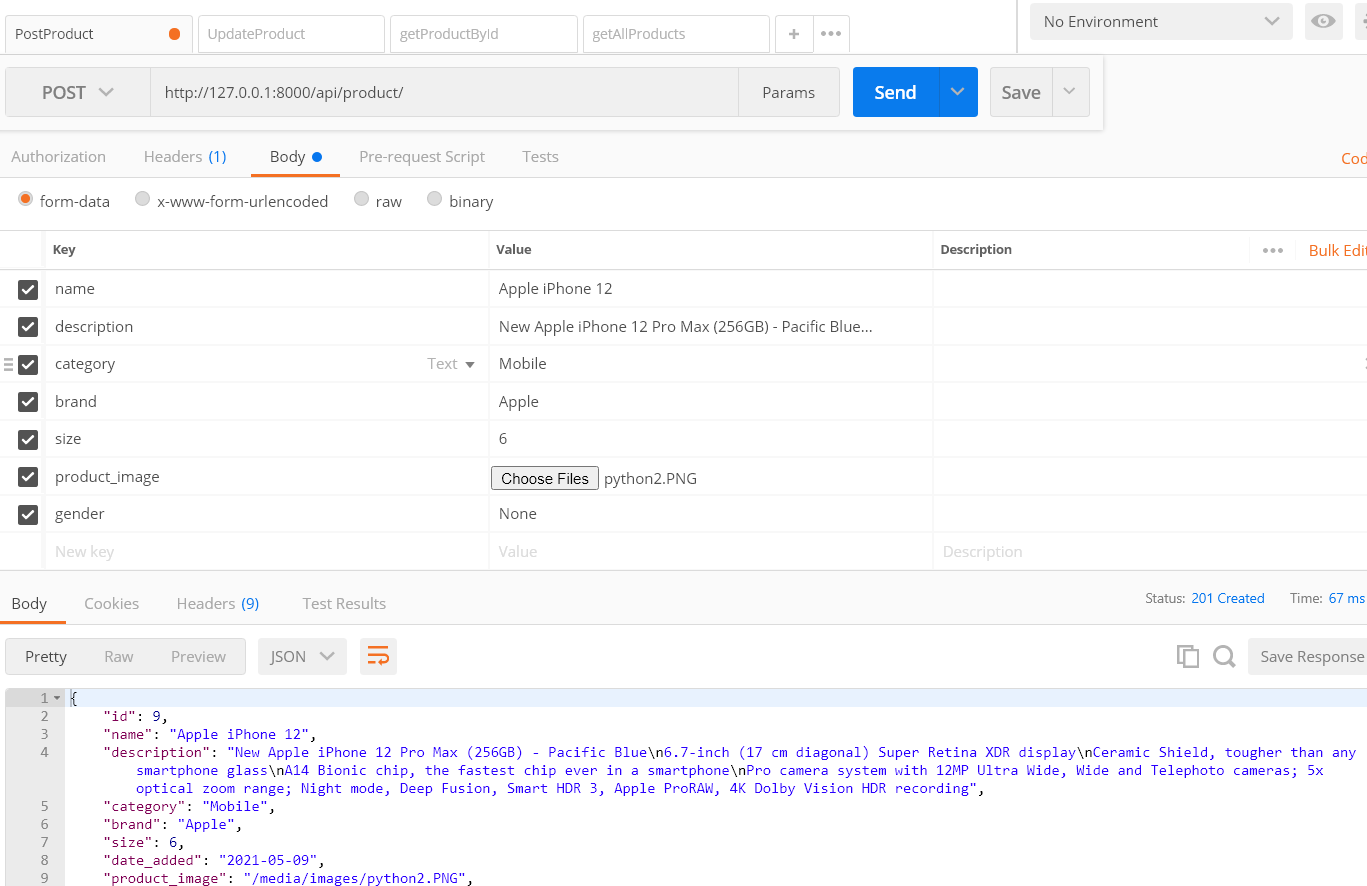 PostProduct UpdateProduct getProductById getAllProducts + ••• No Environment
POST http://127.0.0.1:8000/api/product/ Params Send Save
Authorization Headers (1) Body Pre-request Script Tests Cod
form-data x-www-form-urlencoded raw binary
Key Value Description ••• Bulk Edit
name Apple iPhone 12
description New Apple iPhone 12 Pro Max (256GB) - Pacific Blue...
category Text Mobile
brand Apple
size 6
product_image Choose Files python2.PNG
gender None
New key Value Description
Body Cookies Headers (9) Test Results Status: 201 Created Time: 67 ms
Pretty Raw Preview JSON Save Response
1 {
2 "id": 9,
3 "name": "Apple iPhone 12",
4 "description": "New Apple iPhone 12 Pro Max (256GB) - Pacific Blue\n6.7-inch (17 cm diagonal) Super Retina XDR display\nCeramic Shield, tougher than any
smartphone glass\nA14 Bionic chip, the fastest chip ever in a smartphone\nPro camera system with 12MP Ultra Wide, Wide and Telephoto cameras; 5x
optical zoom range; Night mode, Deep Fusion, Smart HDR 3, Apple ProRAW, 4K Dolby Vision HDR recording",
5 "category": "Mobile",
6 "brand": "Apple",
7 "size": 6,
8 "date_added": "2021-05-09",
9 "product_image": "/media/images/python2.PNG",